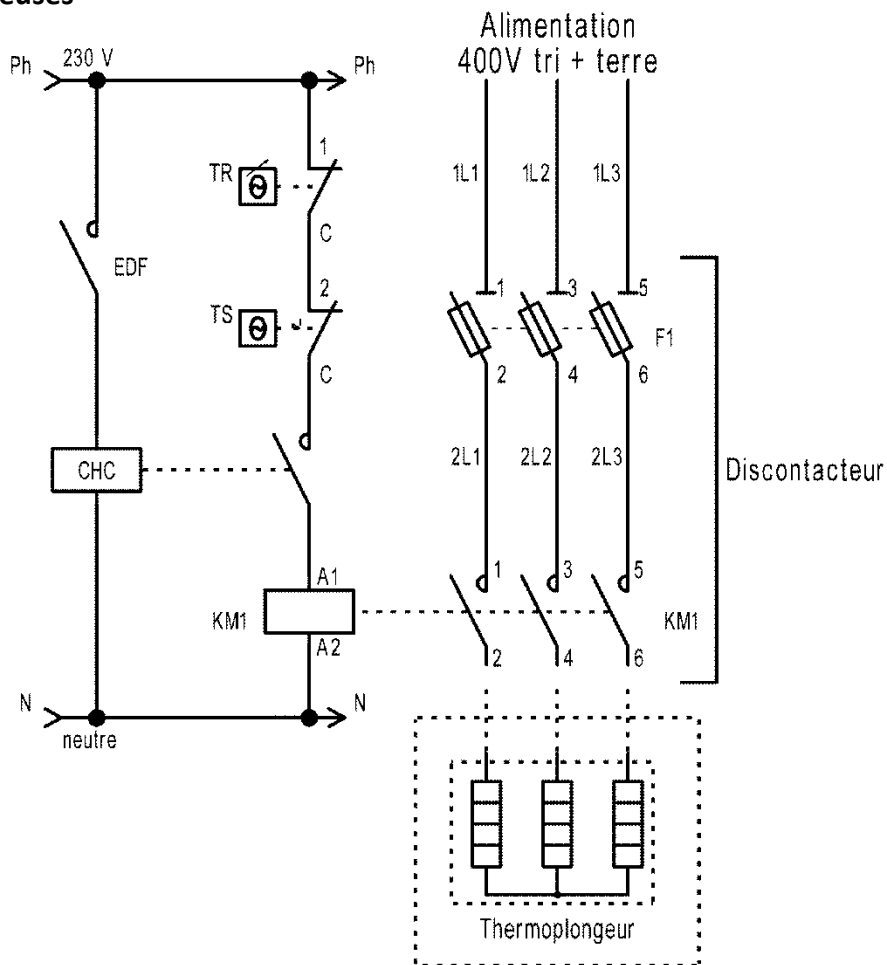 Alimentation
400V tri + terre
Ph
230 V
Ph
1
TR
θ
C
EDF
2
TS
θ
C
1L1
1L2
1L3
1
3
5
F1
2
4
6
CHC
2L1
2L2
2L3
Discontacteur
A1
KM1
A2
1
3
5
KM1
2
4
6
N
neutre
N
Thermoplongeur